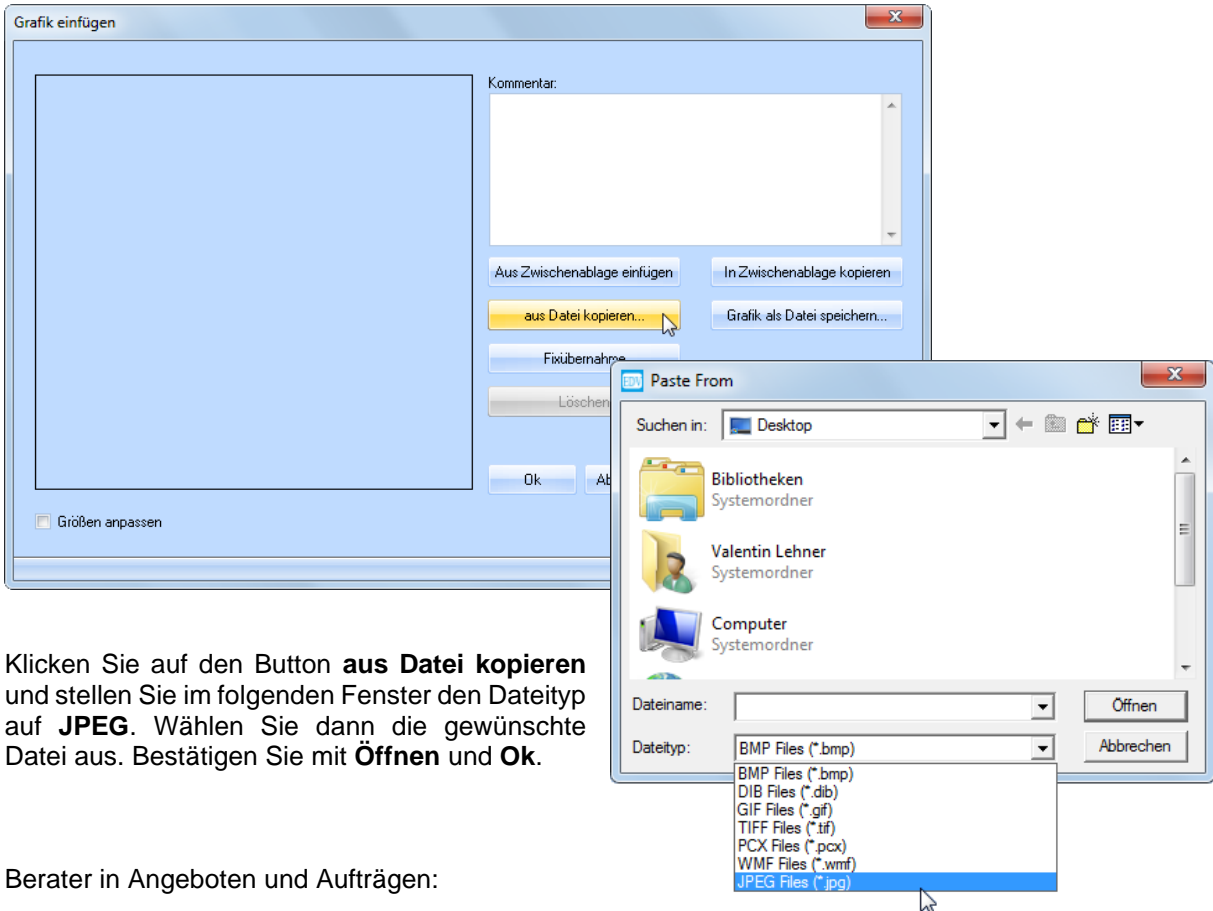 Grafik einfügen
Kommentar:
Aus Zwischenablage einfügen
In Zwischenablage kopieren
aus Datei kopieren...
Grafik als Datei speichern...
Fixübernahme
Löschen
Ok
Größen anpassen
EDV Paste From
Suchen in:
Desktop
Bibliotheken
Systemordner
Valentin Lehner
Systemordner
Computer
Systemordner
Dateiname:
Öffnen
Dateityp:
BMP Files (*.bmp)
Abbrechen
BMP Files (*.bmp)
DIB Files (*.dib)
GIF Files (*.gif)
TIFF Files (*.tif)
PCX Files (*.pcx)
WMF Files (*.wmf)
JPEG Files (*.jpg)
Klicken Sie auf den Button aus Datei kopieren
und stellen Sie im folgenden Fenster den Dateityp
auf JPEG. Wählen Sie dann die gewünschte
Datei aus. Bestätigen Sie mit Öffnen und Ok.
Berater in Angeboten und Aufträgen: